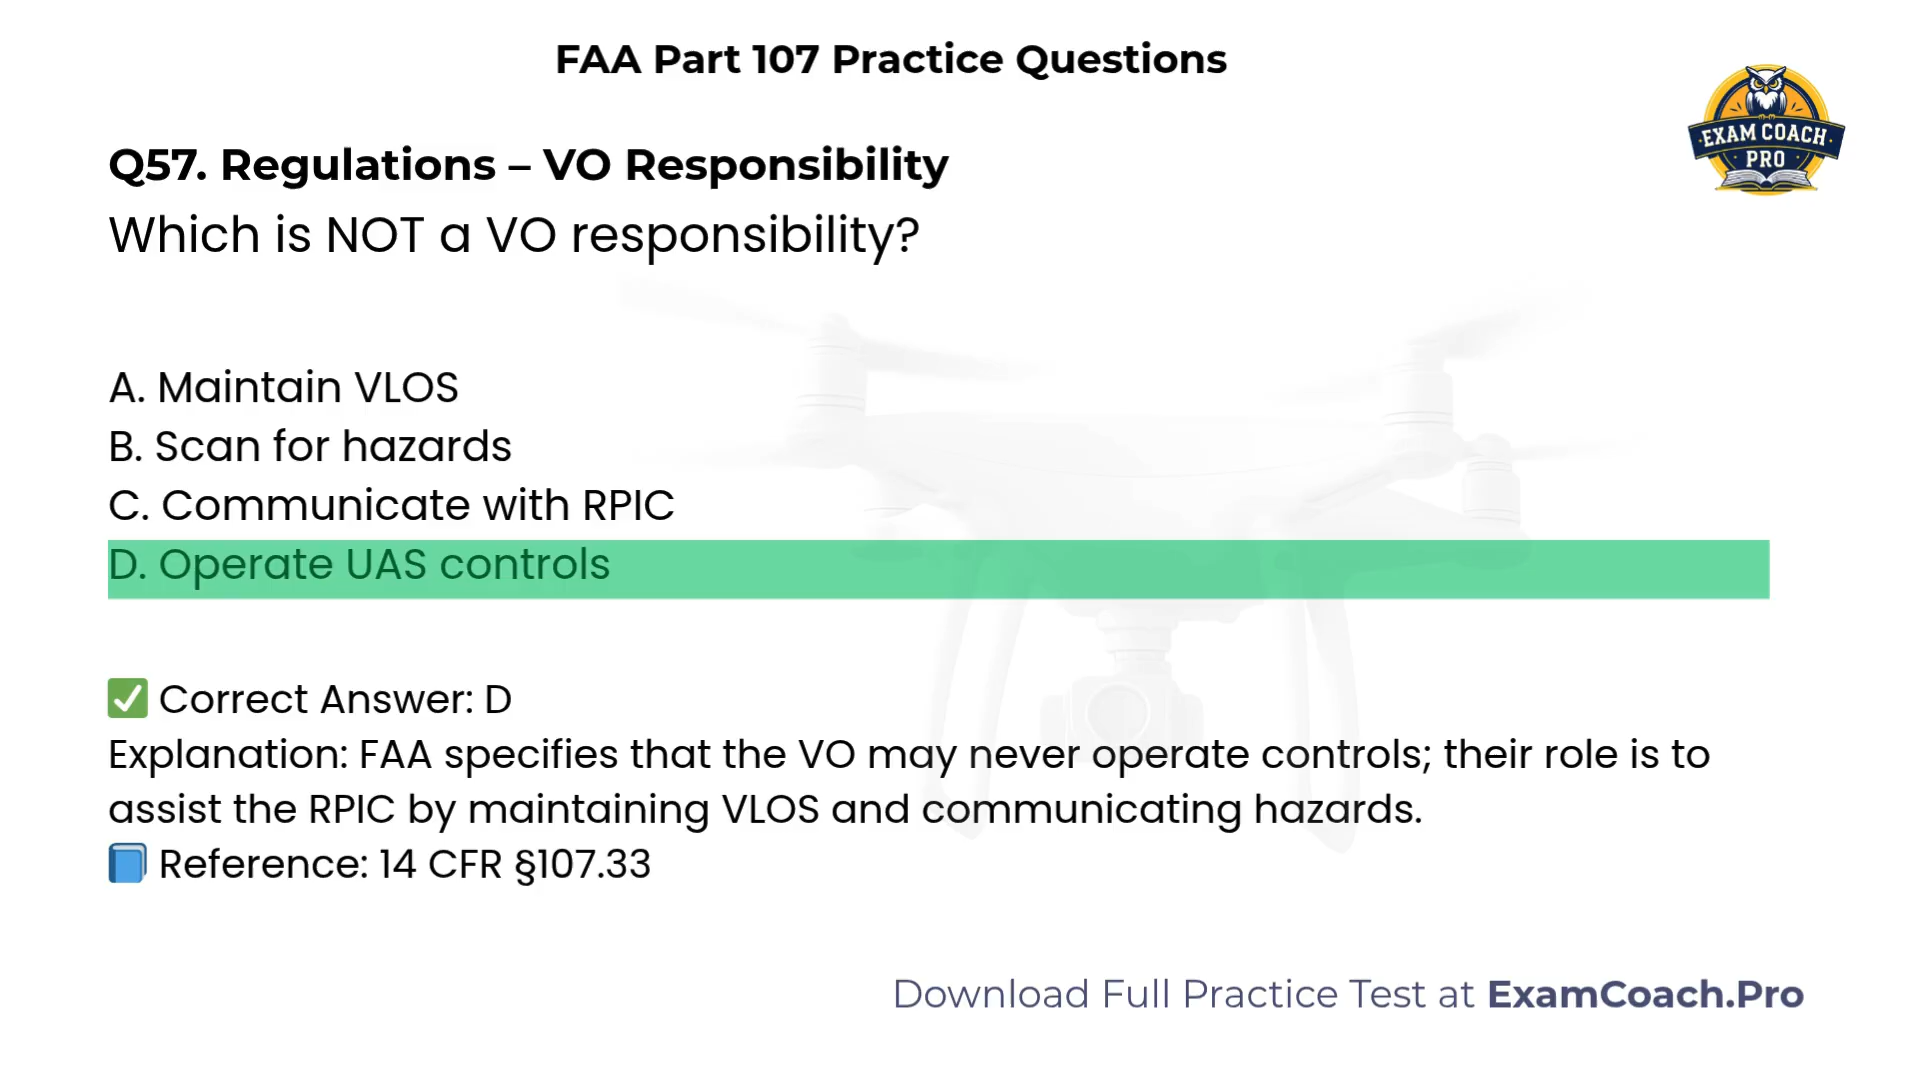 FAA Part 107 Practice Questions
EXAM COACH
PRO
Q57. Regulations – VO Responsibility
Which is NOT a VO responsibility?
A. Maintain VLOS
B. Scan for hazards
C. Communicate with RPIC
D. Operate UAS controls
✅ Correct Answer: D
Explanation: FAA specifies that the VO may never operate controls; their role is to
assist the RPIC by maintaining VLOS and communicating hazards.
📘 Reference: 14 CFR §107.33
Download Full Practice Test at ExamCoach.Pro